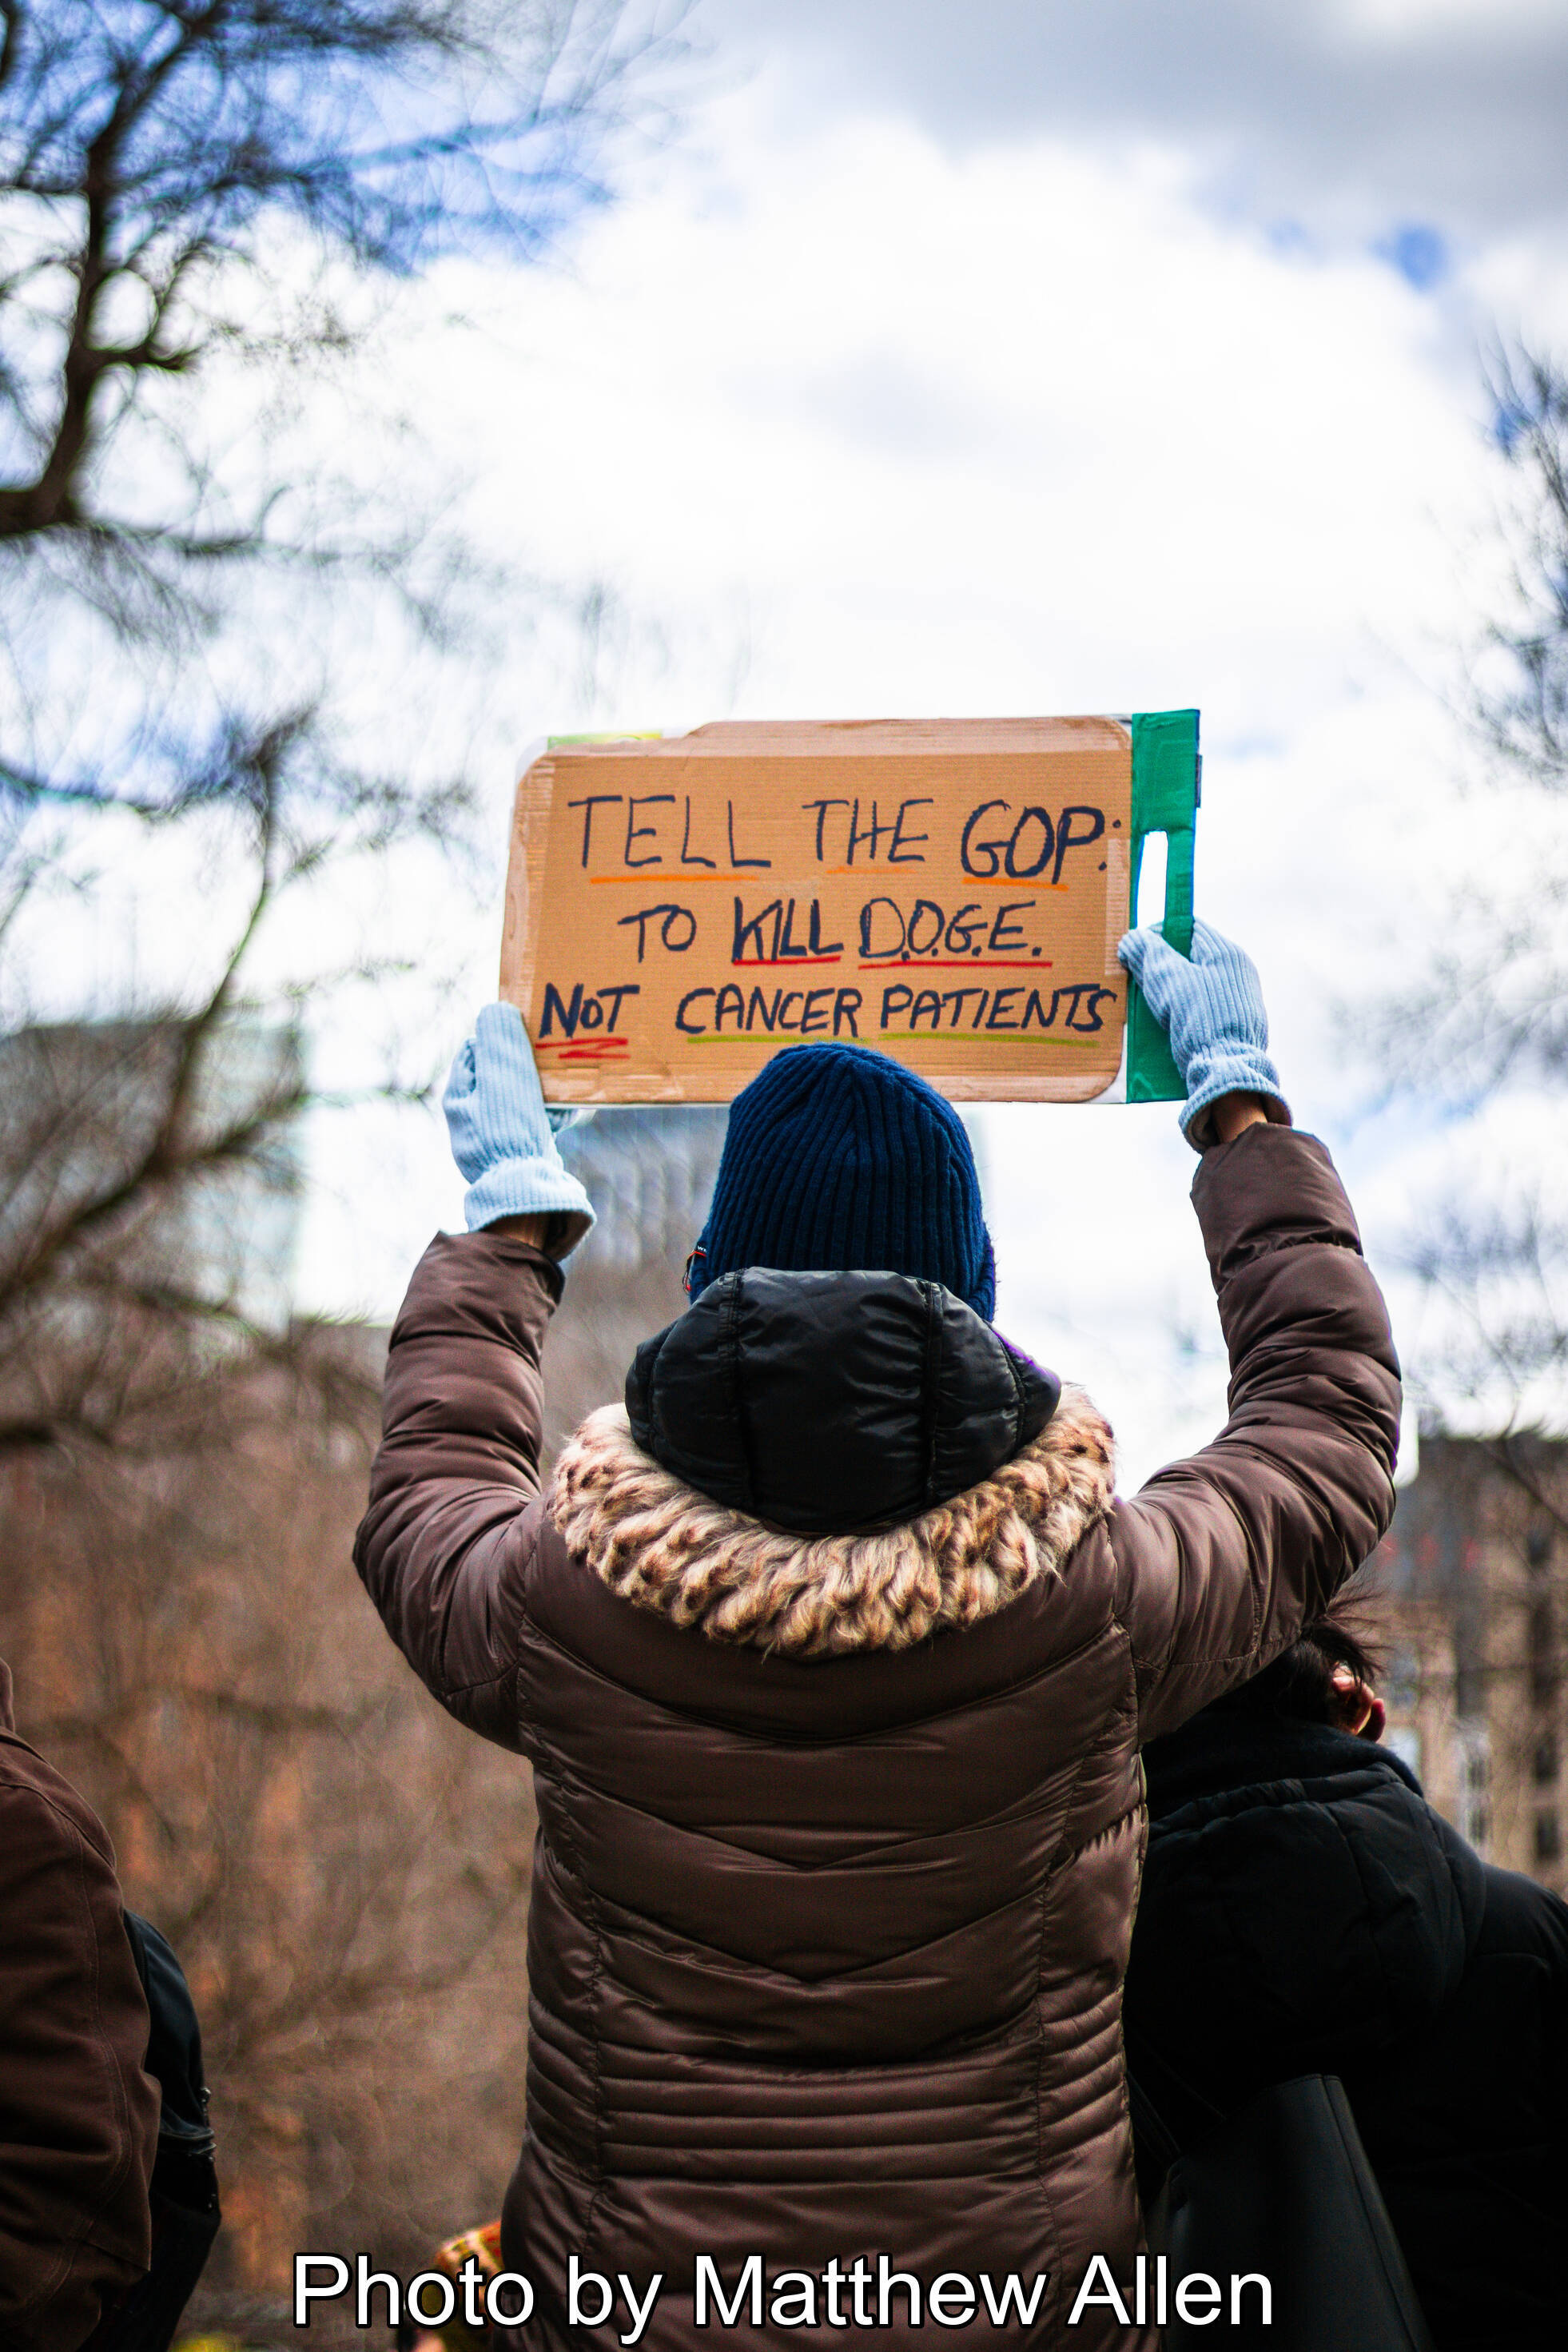 TELL THE GOP:
TO KILL D.O.G.E.
NOT CANCER PATIENTS
Photo by Matthew Allen